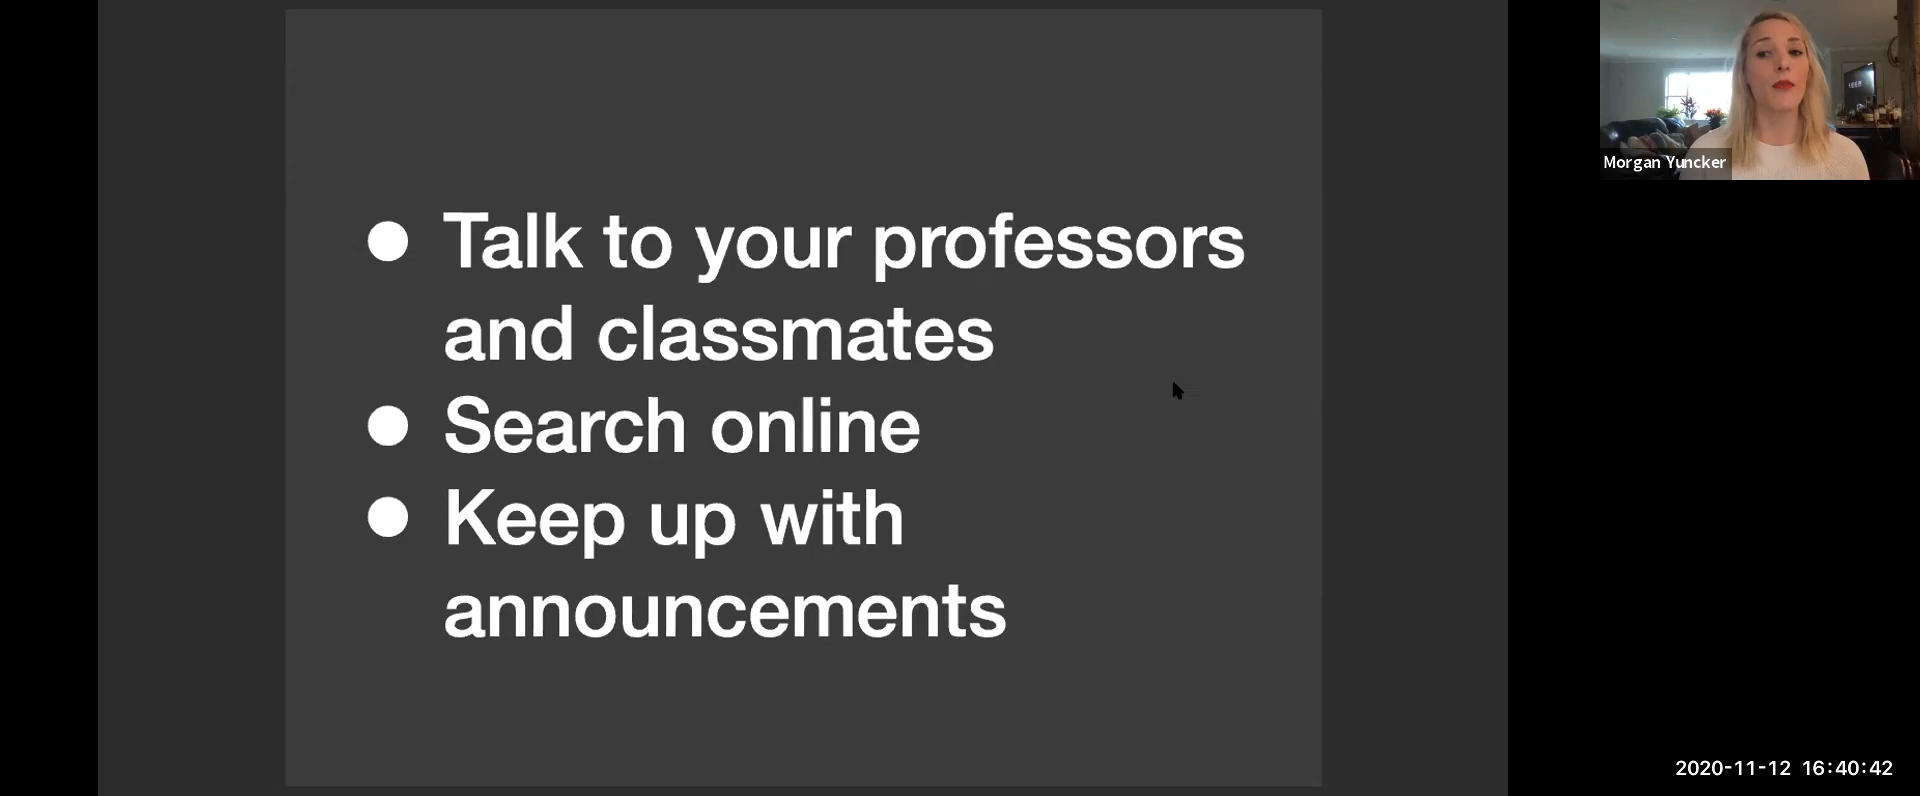 ● Talk to your professors
and classmates
● Search online
● Keep up with
announcements
Morgan Yuncker
2020-11-12 16:40:42